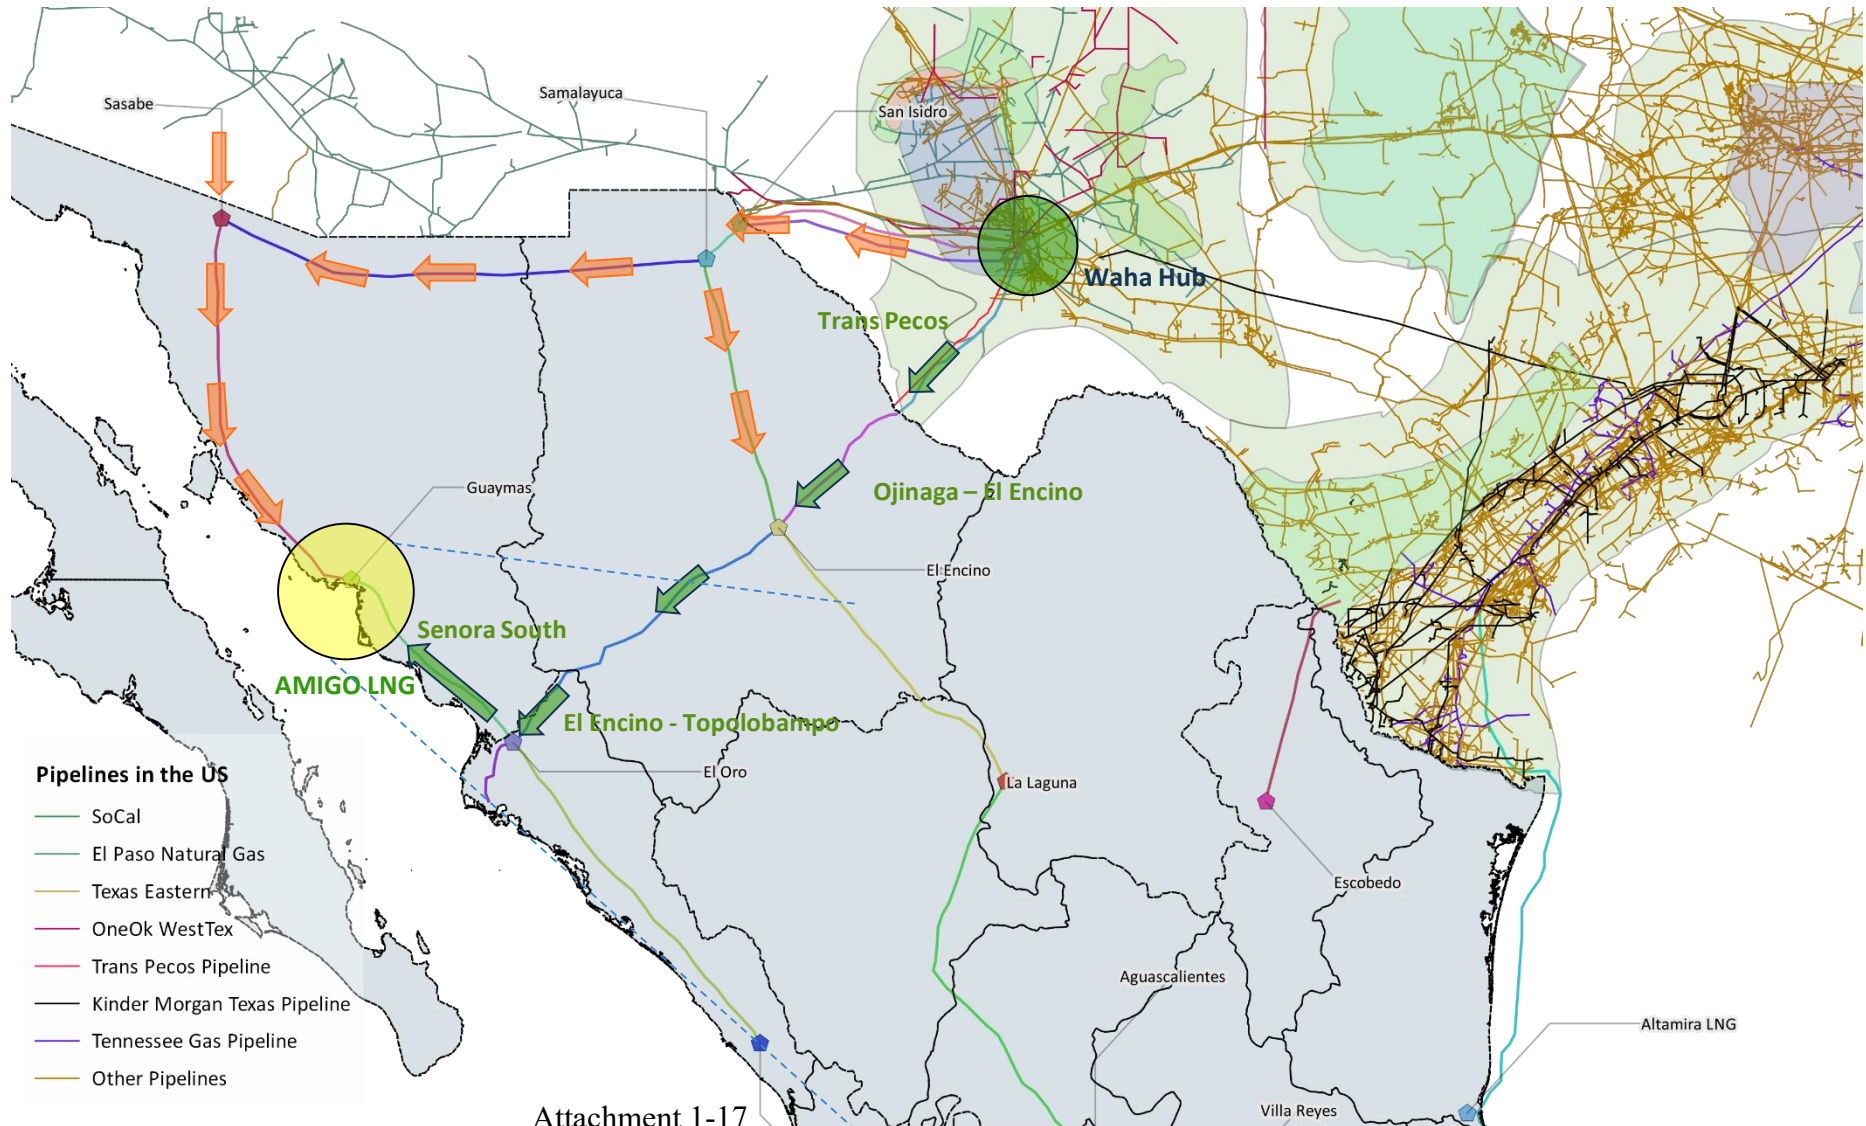 Sasabe
Samalayuca
San Isidro
Waha Hub
Trans Pecos
Guaymas
Ojinaga – El Encino
El Encino
Senora South
AMIGO LNG
El Encino - Topolobampo
El Oro
La Laguna
Escobedo
Aguascalientes
Altamira LNG
Villa Reyes
Pipelines in the US
SoCal
El Paso Natural Gas
Texas Eastern
OneOk WestTex
Trans Pecos Pipeline
Kinder Morgan Texas Pipeline
Tennessee Gas Pipeline
Other Pipelines
Attachment 1-17